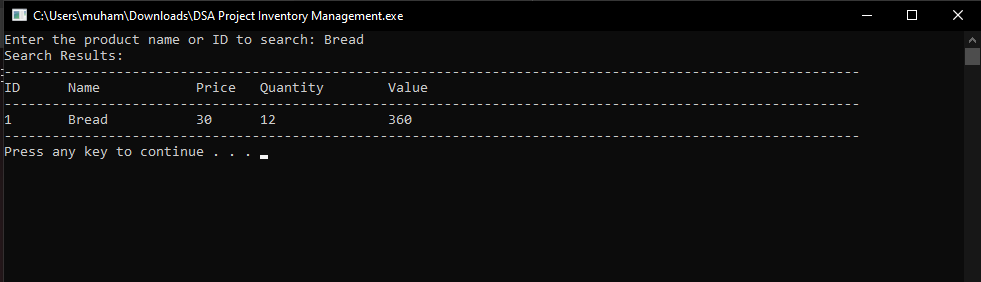 C:\Users\muham\Downloads\DSA Project Inventory Management.exe
Enter the product name or ID to search: Bread
Search Results:
-----------------------------------------------------------------------------------------------------------
ID      Name            Price   Quantity        Value
-----------------------------------------------------------------------------------------------------------
1       Bread           30      12              360
-----------------------------------------------------------------------------------------------------------
Press any key to continue . . .